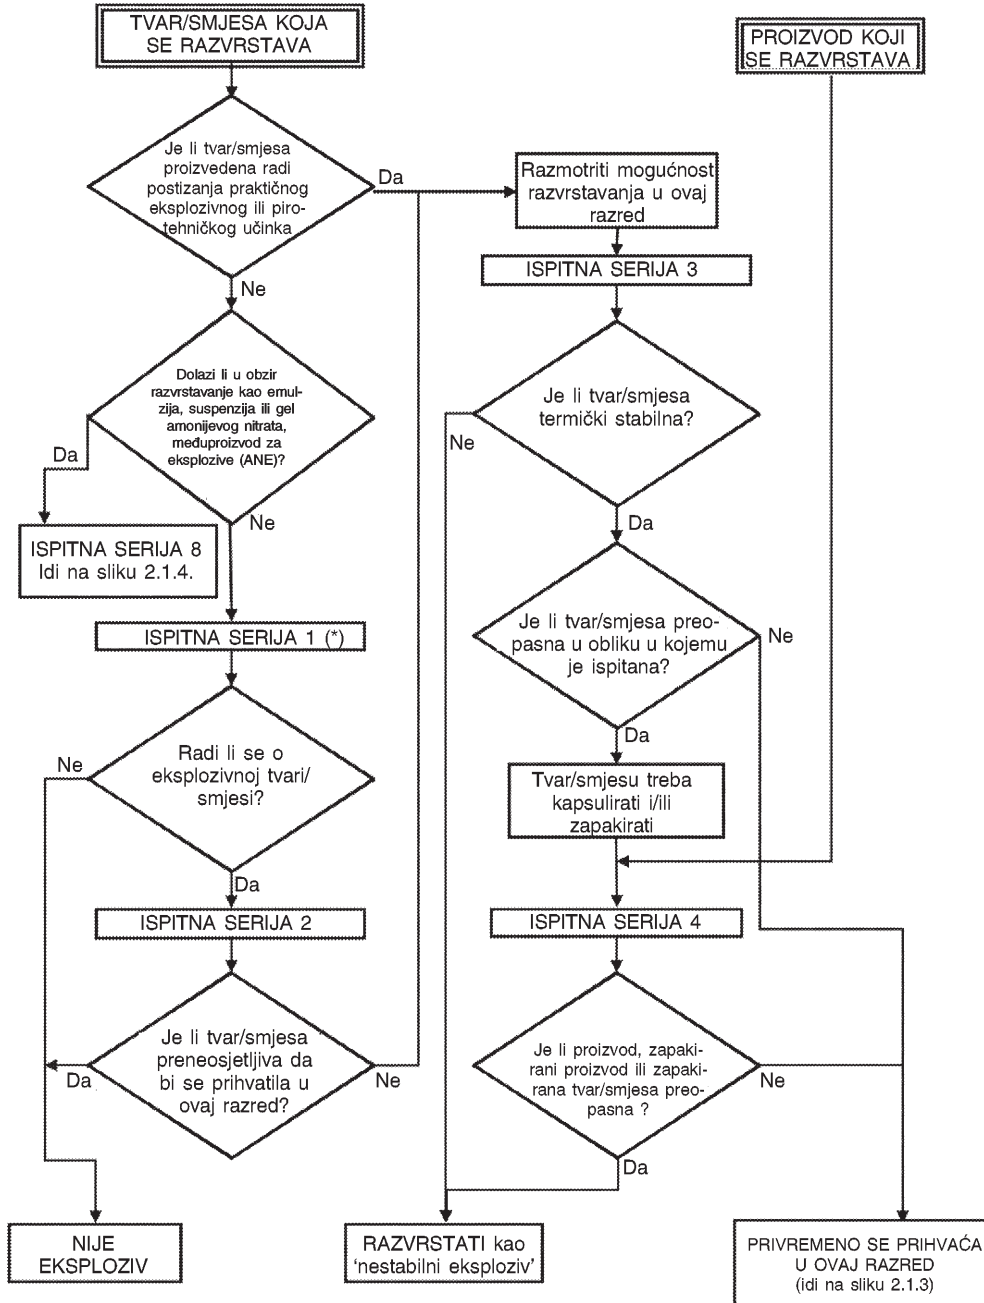 TVAR/SMJESA KOJA
SE RAZVRSTAVA
PROIZVOD KOJI
SE RAZVRSTAVA
Je li tvar/smjesa
proizvedena radi
postizanja praktičnog
eksplozivnog ili piro-
tehničkog učinka
Da
Razmotriti mogućnost
razvrstavanja u ovaj
razred
ISPITNA SERIJA 3
Ne
Dolazi li u obzir
razvrstavanje kao emul-
zija, suspenzija ili gel
amonijevog nitrata,
međuproizvod za
eksplozive (ANE)?
Da
Ne
Je li tvar/smjesa
termički stabilna?
Ne
Da
ISPITNA SERIJA 8
Idi na sliku 2.1.4.
ISPITNA SERIJA 1 (*)
Je li tvar/smjesa preo-
pasna u obliku u kojemu
je ispitana?
Ne
Da
Radi li se o
eksplozivnoj tvari/
smjesi?
Ne
Da
Tvar/smjesu treba
kapsulirati i/ili
zapakirati
ISPITNA SERIJA 2
ISPITNA SERIJA 4
Je li tvar/smjesa
preneosjetljiva da
bi se prihvatila u
ovaj razred?
Da
Ne
Je li proizvod, zapaki-
rani proizvod ili zapaki-
rana tvar/smjesa preo-
pasna ?
Ne
Da
NIJE
EKSPLOZIV
RAZVRSTATI kao
‘nestabilni eksploziv’
PRIVREMENO SE PRIHVAĆA
U OVAJ RAZRED
(idi na sliku 2.1.3)